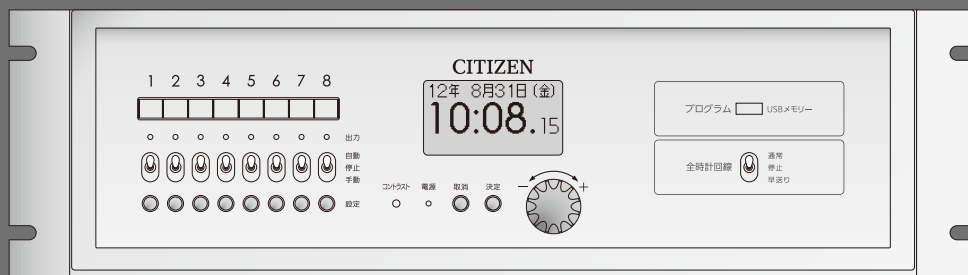 CITIZEN
1 2 3 4 5 6 7 8
12年 8月31日(金)
10:08.15
出力
自動
停止
手動
設定
コントラスト 電源 取消 決定
− +
プログラム USBメモリー
全時計回線
通常
停止
早送り